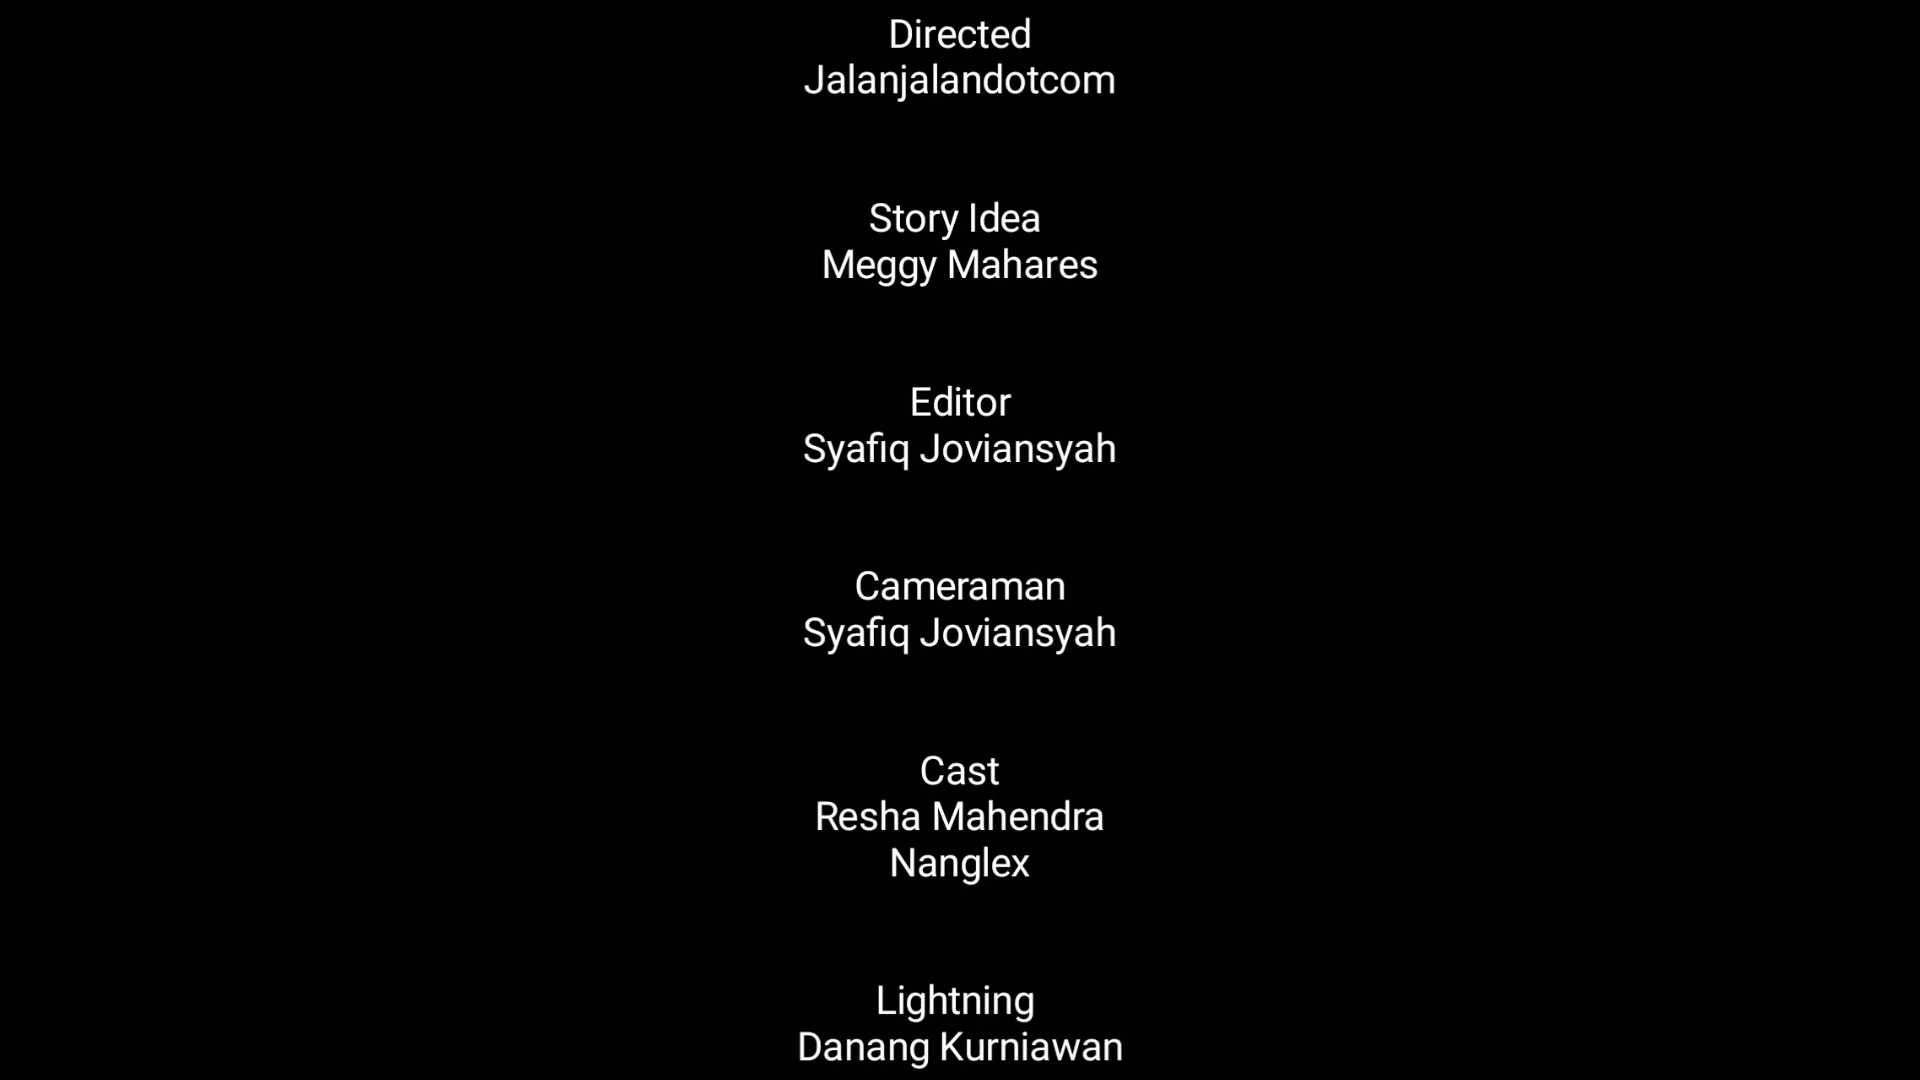 Directed
Jalanjalandotcom
Story Idea
Meggy Mahares
Editor
Syafiq Joviansyah
Cameraman
Syafiq Joviansyah
Cast
Resha Mahendra
Nanglex
Lightning
Danang Kurniawan